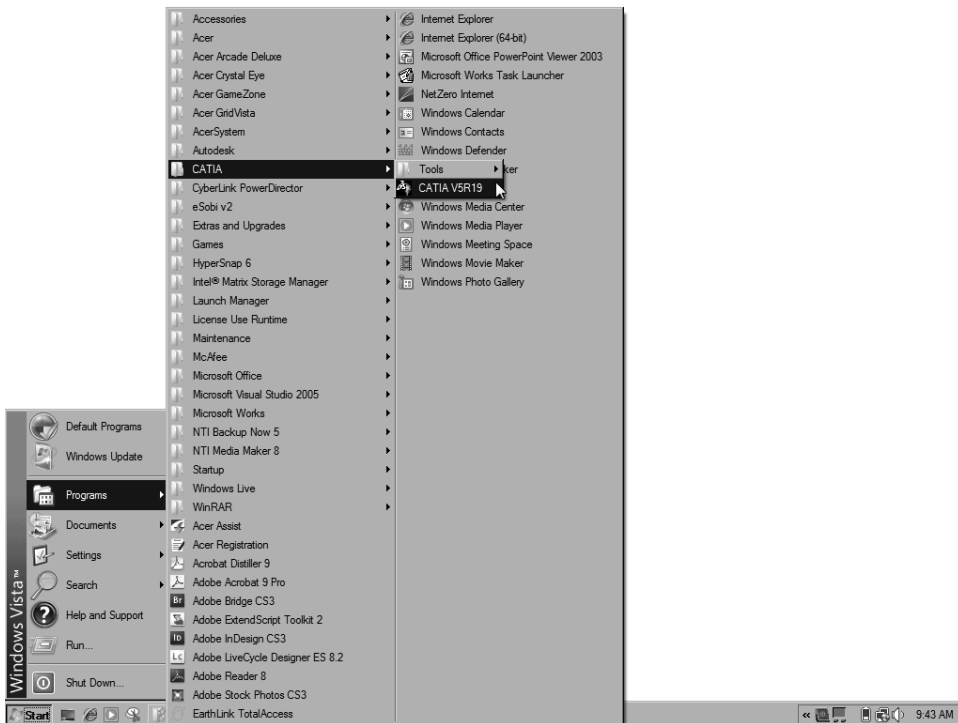 Accessories
Acer
Acer Arcade Deluxe
Acer Crystal Eye
Acer GameZone
Acer GridVista
AcerSystem
Autodesk
CATIA
CyberLink PowerDirector
eSobi v2
Extras and Upgrades
Games
HyperSnap 6
Intel® Matrix Storage Manager
Launch Manager
License Use Runtime
Maintenance
McAfee
Microsoft Office
Microsoft Visual Studio 2005
Microsoft Works
NTI Backup Now 5
NTI Media Maker 8
Startup
Windows Live
WinRAR
Acer Assist
Acer Registration
Acrobat Distiller 9
Adobe Acrobat 9 Pro
Br Adobe Bridge CS3
Adobe ExtendScript Toolkit 2
ID Adobe InDesign CS3
LC Adobe LiveCycle Designer ES 8.2
Adobe Reader 8
Adobe Stock Photos CS3
EarthLink TotalAccess
Internet Explorer
Internet Explorer (64-bit)
Microsoft Office PowerPoint Viewer 2003
Microsoft Works Task Launcher
NetZero Internet
Windows Calendar
Windows Contacts
Windows Defender
Tools
ker
CATIA V5R19
Windows Media Center
Windows Media Player
Windows Meeting Space
Windows Movie Maker
Windows Photo Gallery
Default Programs
Windows Update
Programs
Documents
Settings
Search
Help and Support
Run...
Shut Down...
Windows Vista™
Start
« 9:43 AM